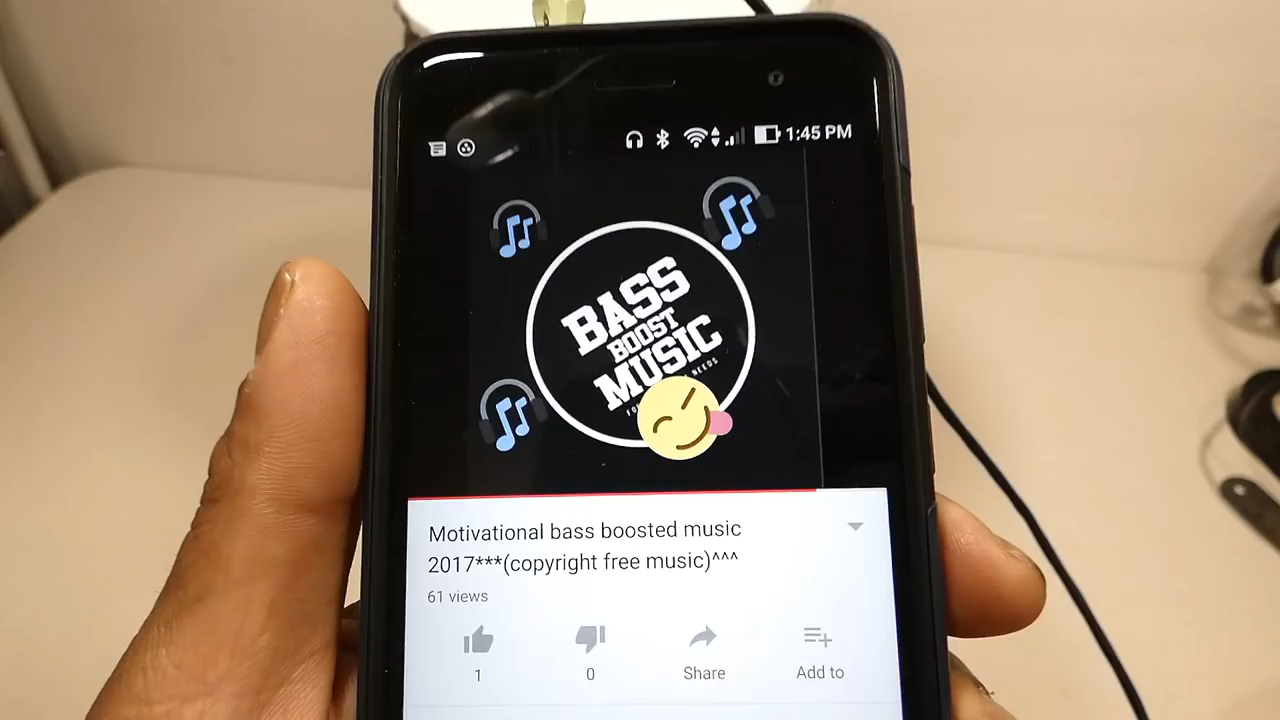 1:45 PM
BASS
BOOST
MUSIC
NEEDS
Motivational bass boosted music
2017***(copyright free music)^^^
61 views
1
0
Share
Add to